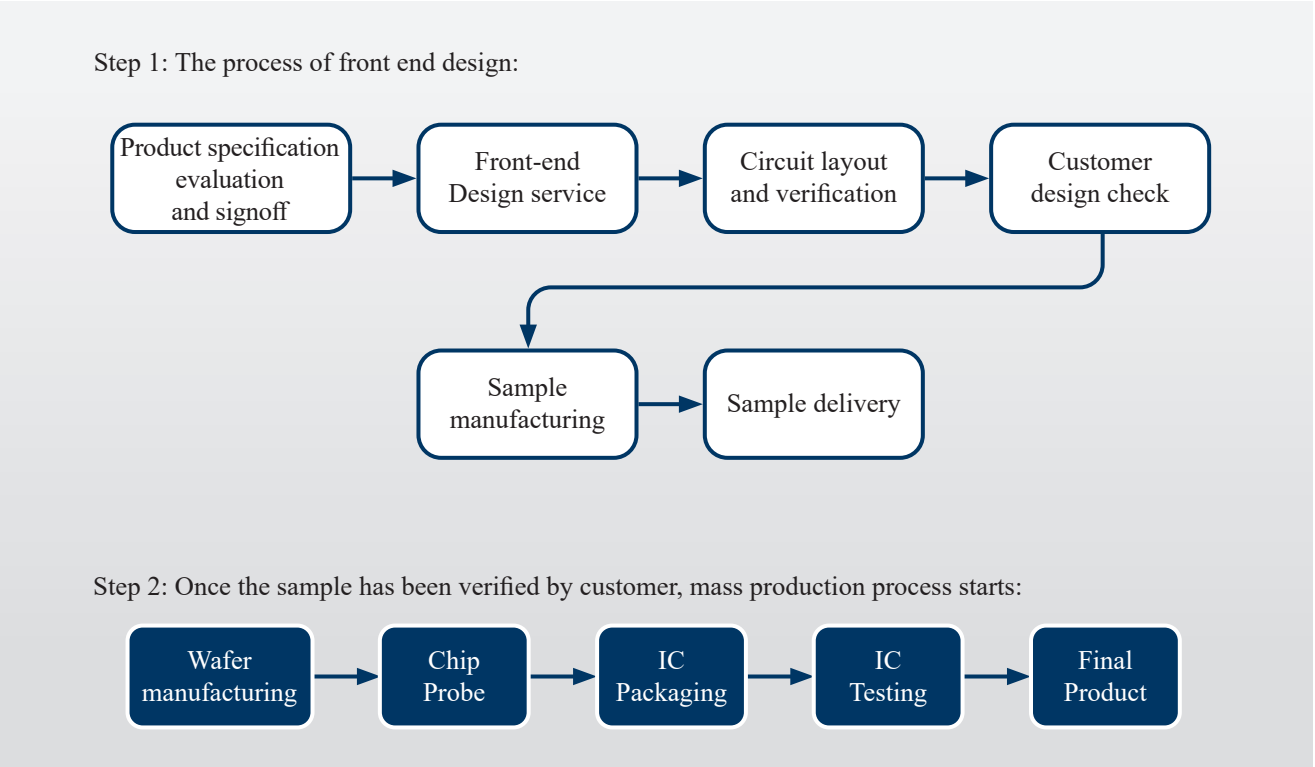 Step 1: The process of front end design:
Product specification
evaluation
and signoff
Front-end
Design service
Circuit layout
and verification
Customer
design check
Sample
manufacturing
Sample delivery
Step 2: Once the sample has been verified by customer, mass production process starts:
Wafer
manufacturing
Chip
Probe
IC
Packaging
IC
Testing
Final
Product